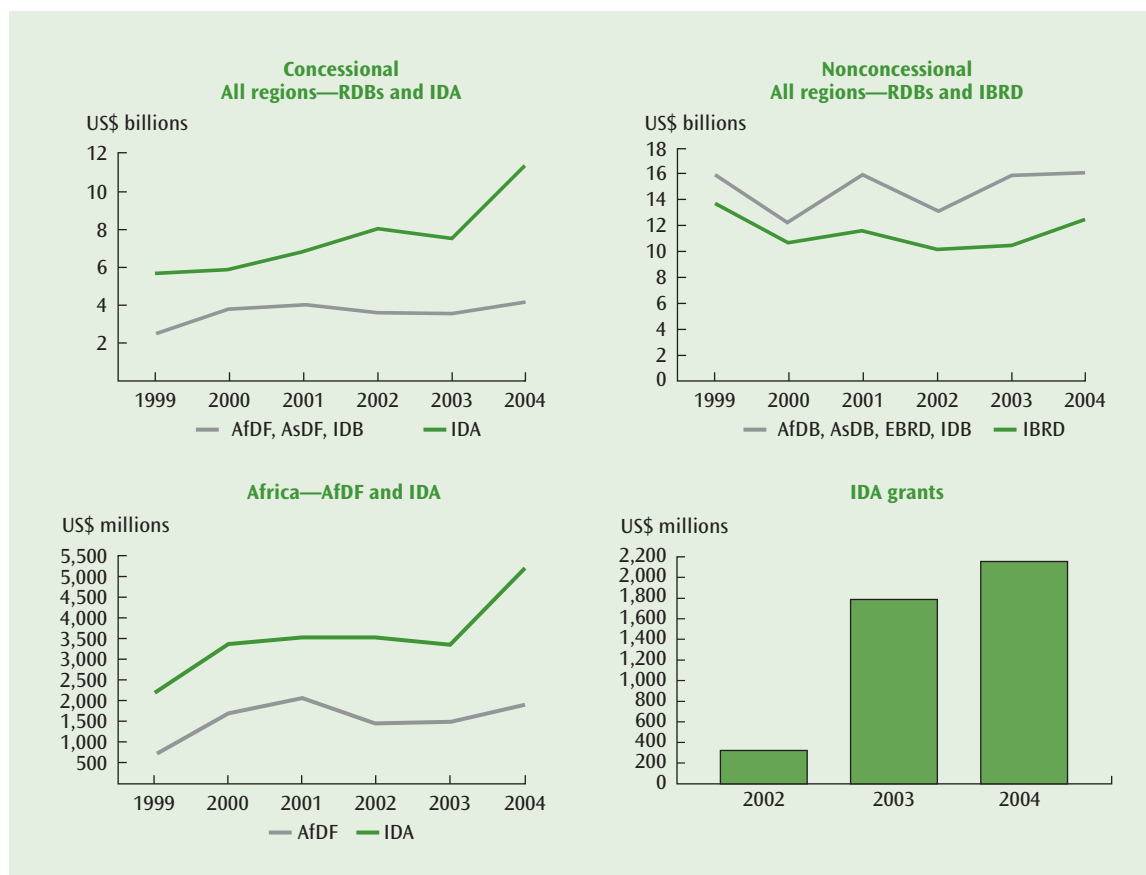 Concessional
All regions—RDBs and IDA
US$ billions
12
10
8
6
4
2
1999 2000 2001 2002 2003 2004
AfDF, AsDF, IDB IDA
Nonconcessional
All regions—RDBs and IBRD
US$ billions
18
16
14
12
10
8
6
4
2
0
1999 2000 2001 2002 2003 2004
AfDB, AsDB, EBRD, IDB IBRD
Africa—AfDF and IDA
US$ millions
5,500
5,000
4,500
4,000
3,500
3,000
2,500
2,000
1,500
1,000
500
1999 2000 2001 2002 2003 2004
AfDF IDA
IDA grants
US$ millions
2,200
2,000
1,800
1,600
1,400
1,200
1,000
800
600
400
200
0
2002 2003 2004